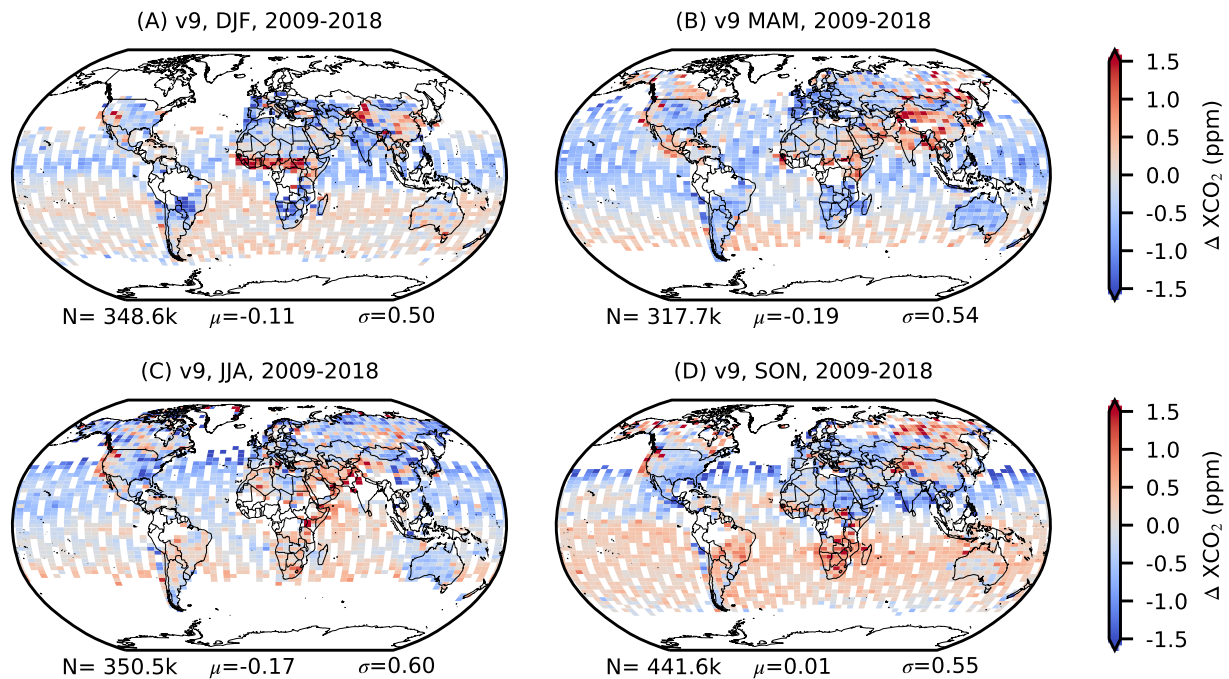 (A) v9, DJF, 2009-2018
(B) v9 MAM, 2009-2018
N= 348.6k μ=-0.11 σ=0.50
N= 317.7k μ=-0.19 σ=0.54
1.5
1.0
0.5
0.0
-0.5
-1.0
-1.5
Δ XCO₂ (ppm)
(C) v9, JJA, 2009-2018
(D) v9, SON, 2009-2018
N= 350.5k μ=-0.17 σ=0.60
N= 441.6k μ=0.01 σ=0.55
1.5
1.0
0.5
0.0
-0.5
-1.0
-1.5
Δ XCO₂ (ppm)